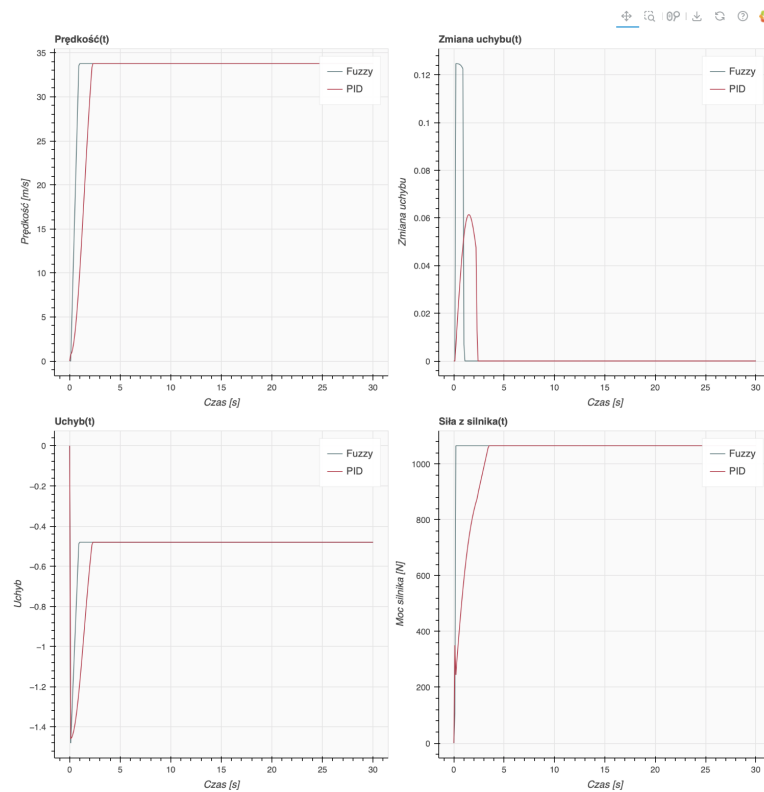 Prędkość(t)
35
30
25
20
15
10
5
0
Prędkość [m/s]
0
5
10
15
20
25
30
Czas [s]
Fuzzy
PID
Zmiana uchybu(t)
0.12
0.1
0.08
0.06
0.04
0.02
0
Zmiana uchybu
0
5
10
15
20
25
30
Czas [s]
Fuzzy
PID
Uchyb(t)
0
−0.2
−0.4
−0.6
−0.8
−1
−1.2
−1.4
Uchyb
0
5
10
15
20
25
30
Czas [s]
Fuzzy
PID
Siła z silnika(t)
1000
800
600
400
200
0
Moc silnika [N]
0
5
10
15
20
25
30
Czas [s]
Fuzzy
PID